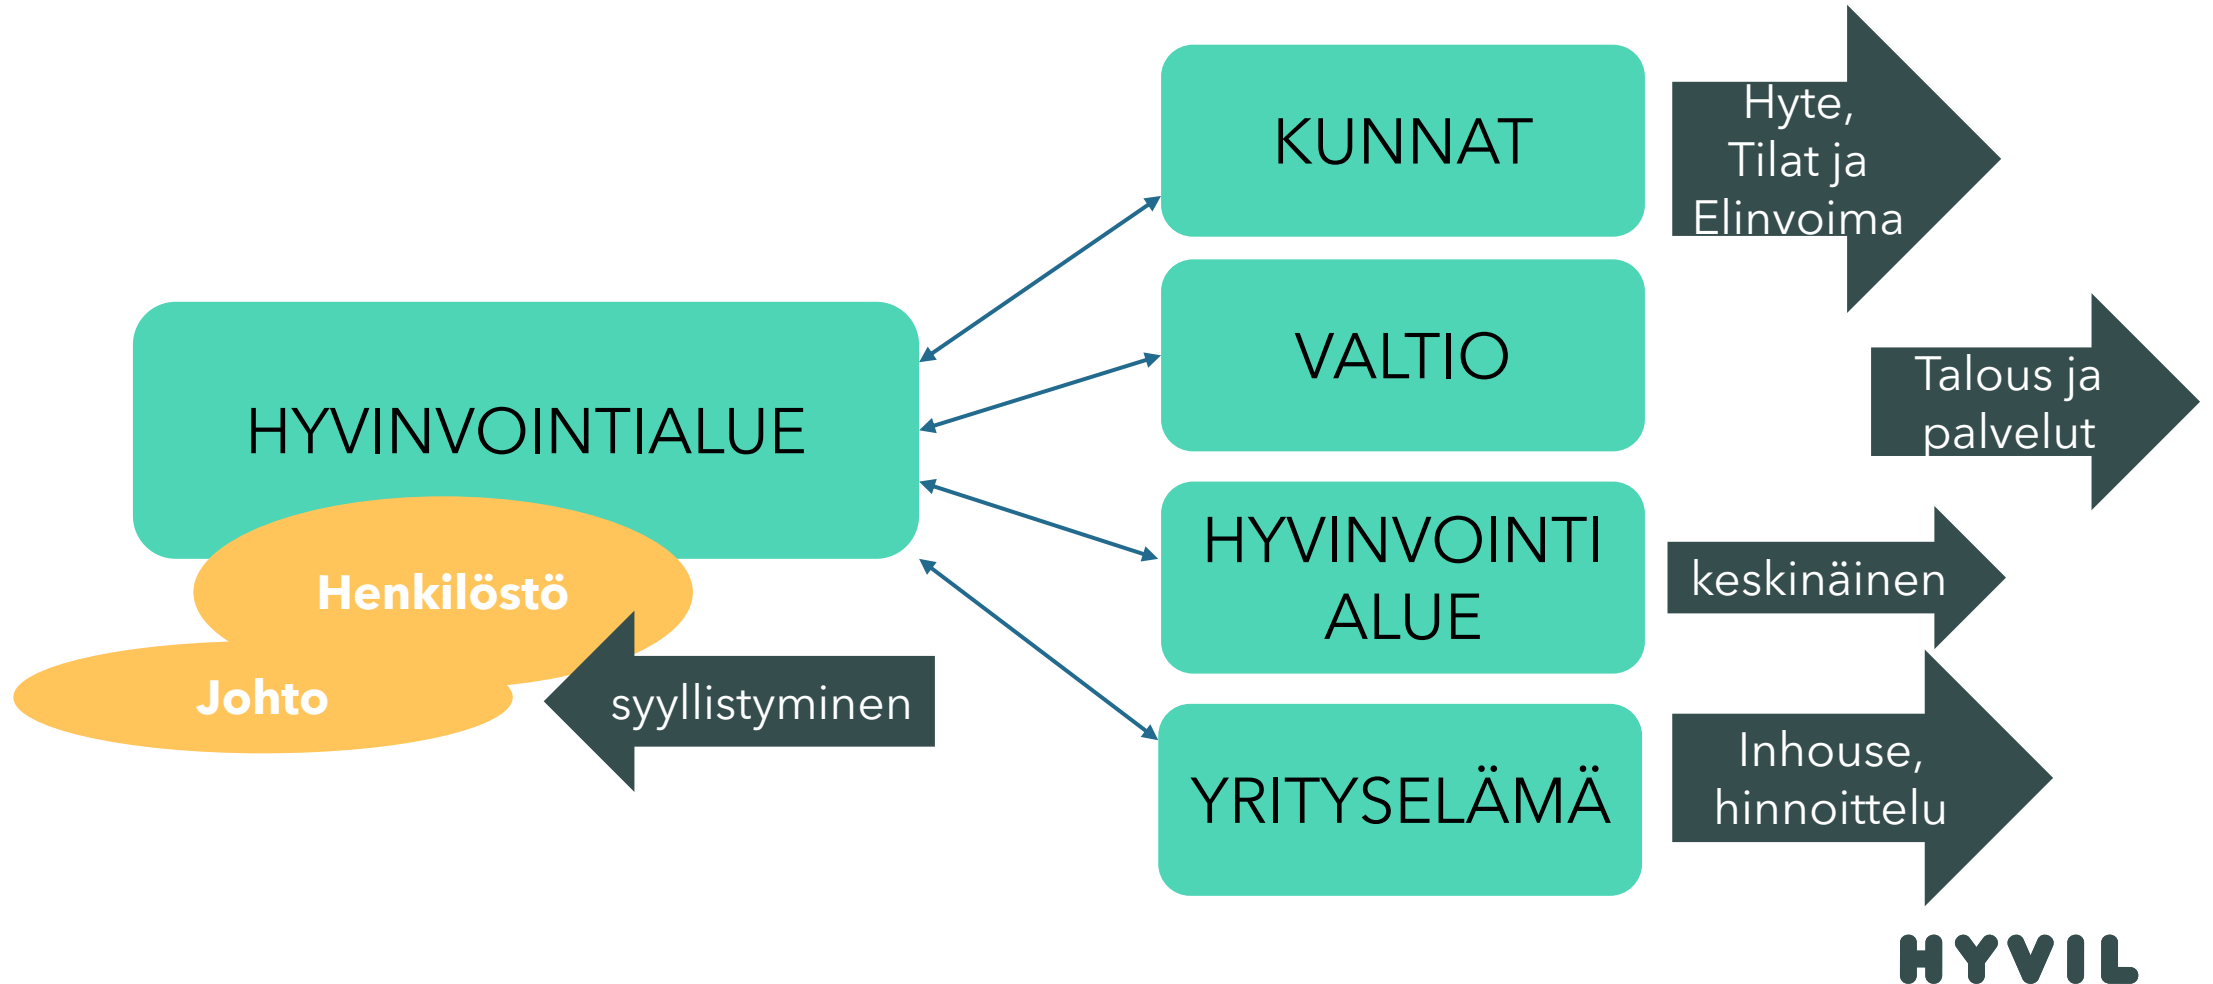 HYVINVOINTIALUE
Henkilöstö
Johto
syyllistyminen
KUNNAT
Hyte,
Tilat ja
Elinvoima
VALTIO
Talous ja
palvelut
HYVINVOINTI
ALUE
keskinäinen
YRITYSELÄMÄ
Inhouse,
hinnoittelu
HYVIL